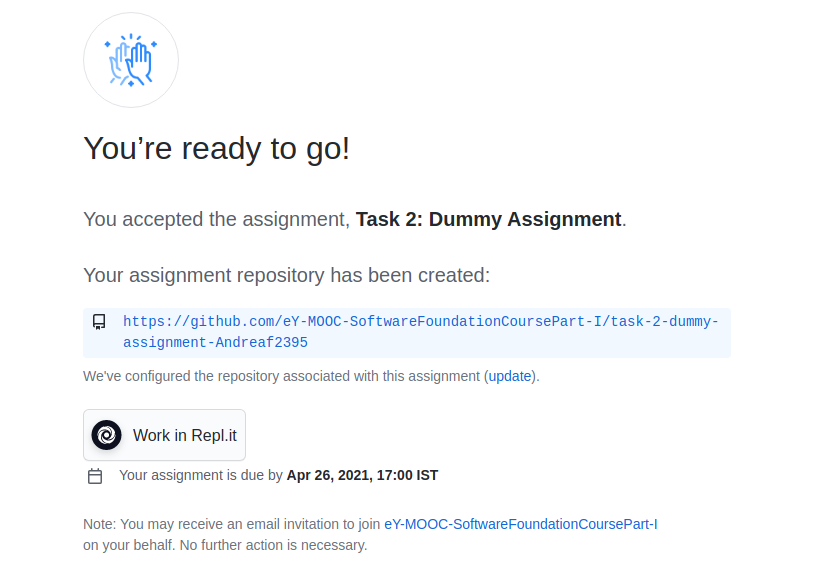 You’re ready to go!
You accepted the assignment, Task 2: Dummy Assignment.
Your assignment repository has been created:
https://github.com/eY-MOOC-SoftwareFoundationCoursePart-I/task-2-dummy-
assignment-Andreaf2395
We've configured the repository associated with this assignment (update).
Work in Repl.it
Your assignment is due by Apr 26, 2021, 17:00 IST
Note: You may receive an email invitation to join eY-MOOC-SoftwareFoundationCoursePart-I
on your behalf. No further action is necessary.